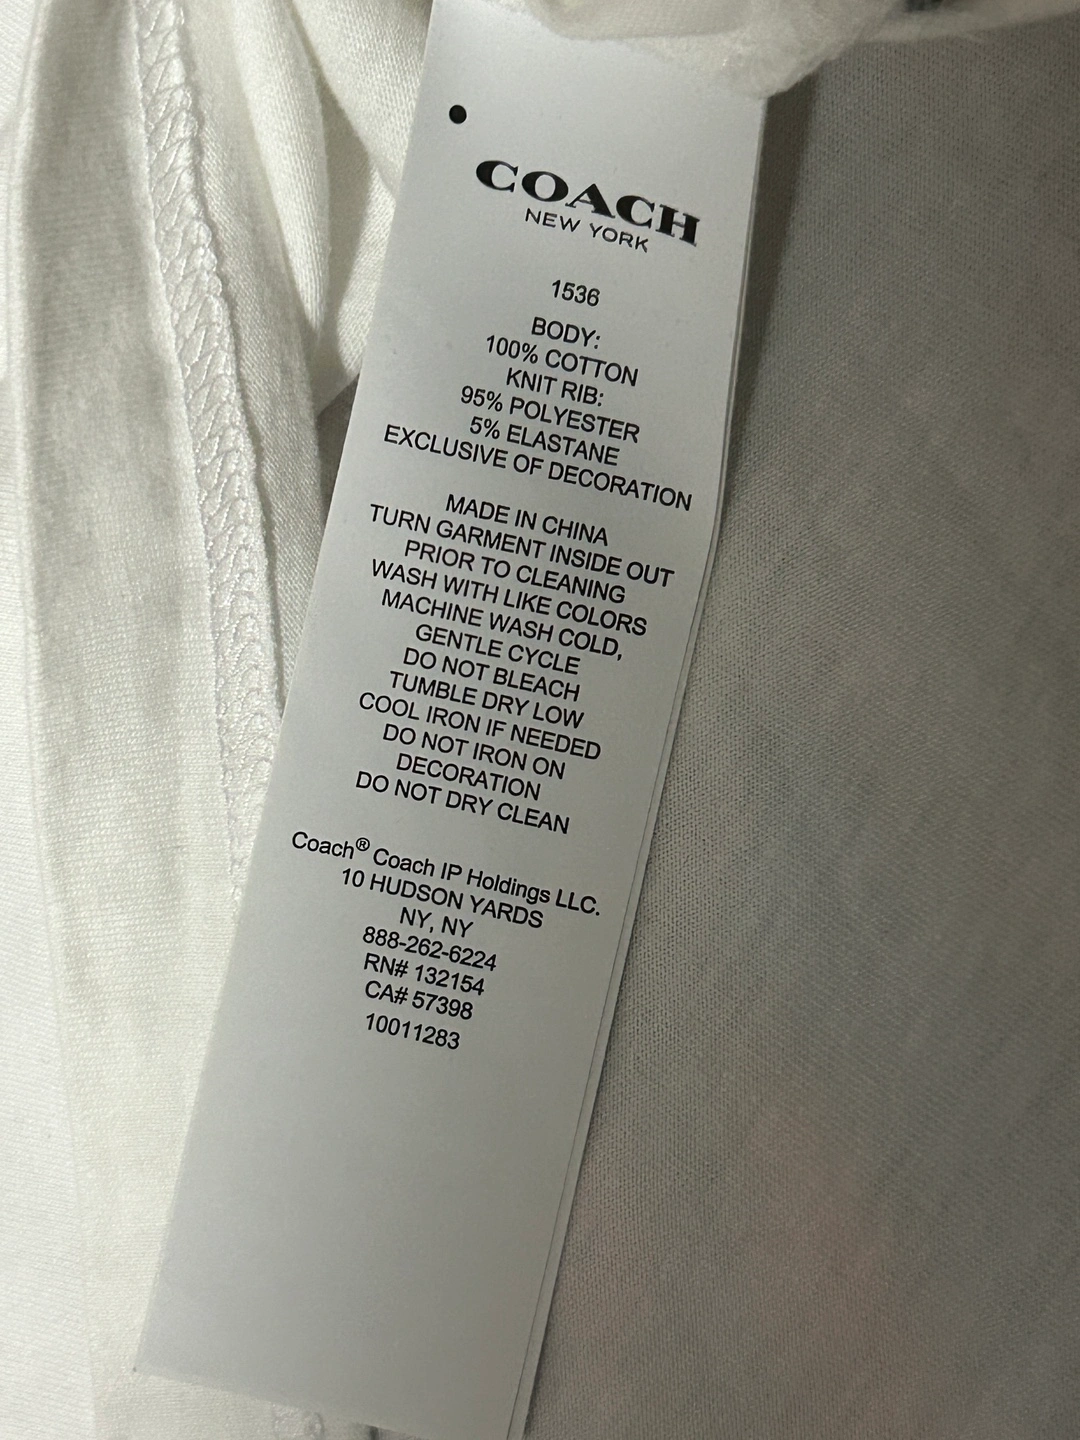 COACH
NEW YORK
1536
BODY:
100% COTTON
KNIT RIB:
95% POLYESTER
5% ELASTANE
EXCLUSIVE OF DECORATION
MADE IN CHINA
TURN GARMENT INSIDE OUT
PRIOR TO CLEANING
WASH WITH LIKE COLORS
MACHINE WASH COLD,
GENTLE CYCLE
DO NOT BLEACH
TUMBLE DRY LOW
COOL IRON IF NEEDED
DO NOT IRON ON
DECORATION
DO NOT DRY CLEAN
Coach® Coach IP Holdings LLC.
10 HUDSON YARDS
NY, NY
888-262-6224
RN# 132154
CA# 57398
10011283